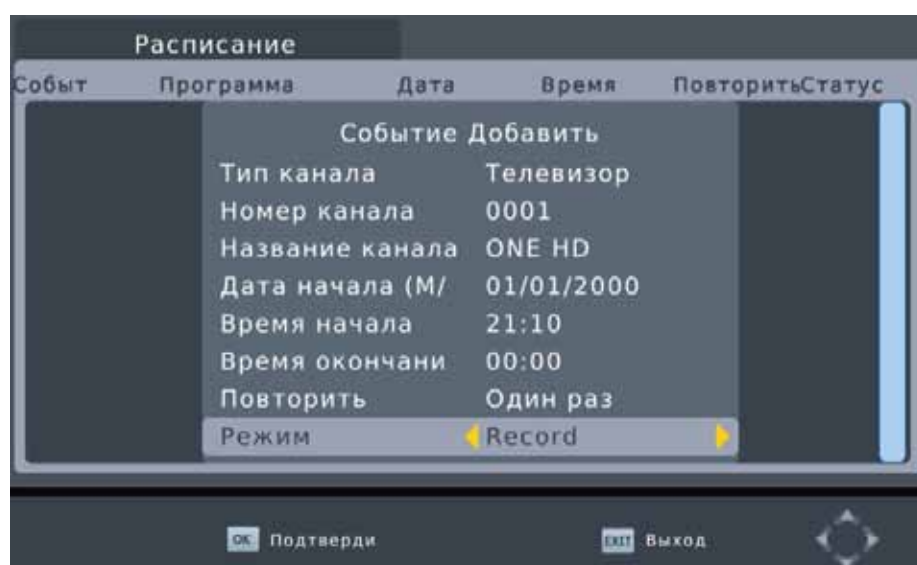 Расписание
Событ Программа Дата Время ПовторитьСтатус
Событие Добавить
Тип канала Телевизор
Номер канала 0001
Название канала ONE HD
Дата начала (М/ 01/01/2000
Время начала 21:10
Время окончани 00:00
Повторить Один раз
Режим Record
OK Подтверди EXIT Выход